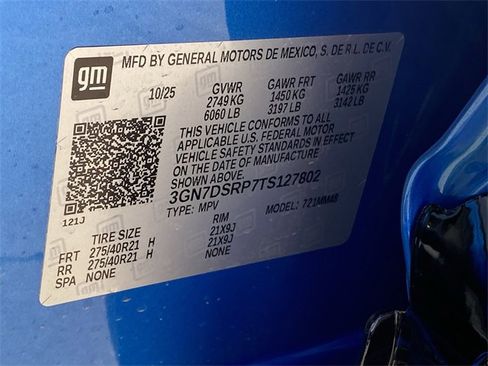 gm
MFD BY GENERAL MOTORS DE MEXICO, S. DE R.L. DE C.V.
10/25 GVWR GAWR FRT GAWR RR
2749 KG 1450 KG 1425 KG
6060 LB 3197 LB 3142 LB
THIS VEHICLE CONFORMS TO ALL
APPLICABLE U.S. FEDERAL MOTOR
VEHICLE SAFETY STANDARDS IN EFFECT
ON THE DATE OF MANUFACTURE
SHOWN ABOVE.
3GN7DSRP7TS127802
TYPE: MPV MODEL: 721MM48
121J
TIRE SIZE RIM
FRT 275/40R21 H 21X9J
RR 275/40R21 H 21X9J
SPA NONE NONE